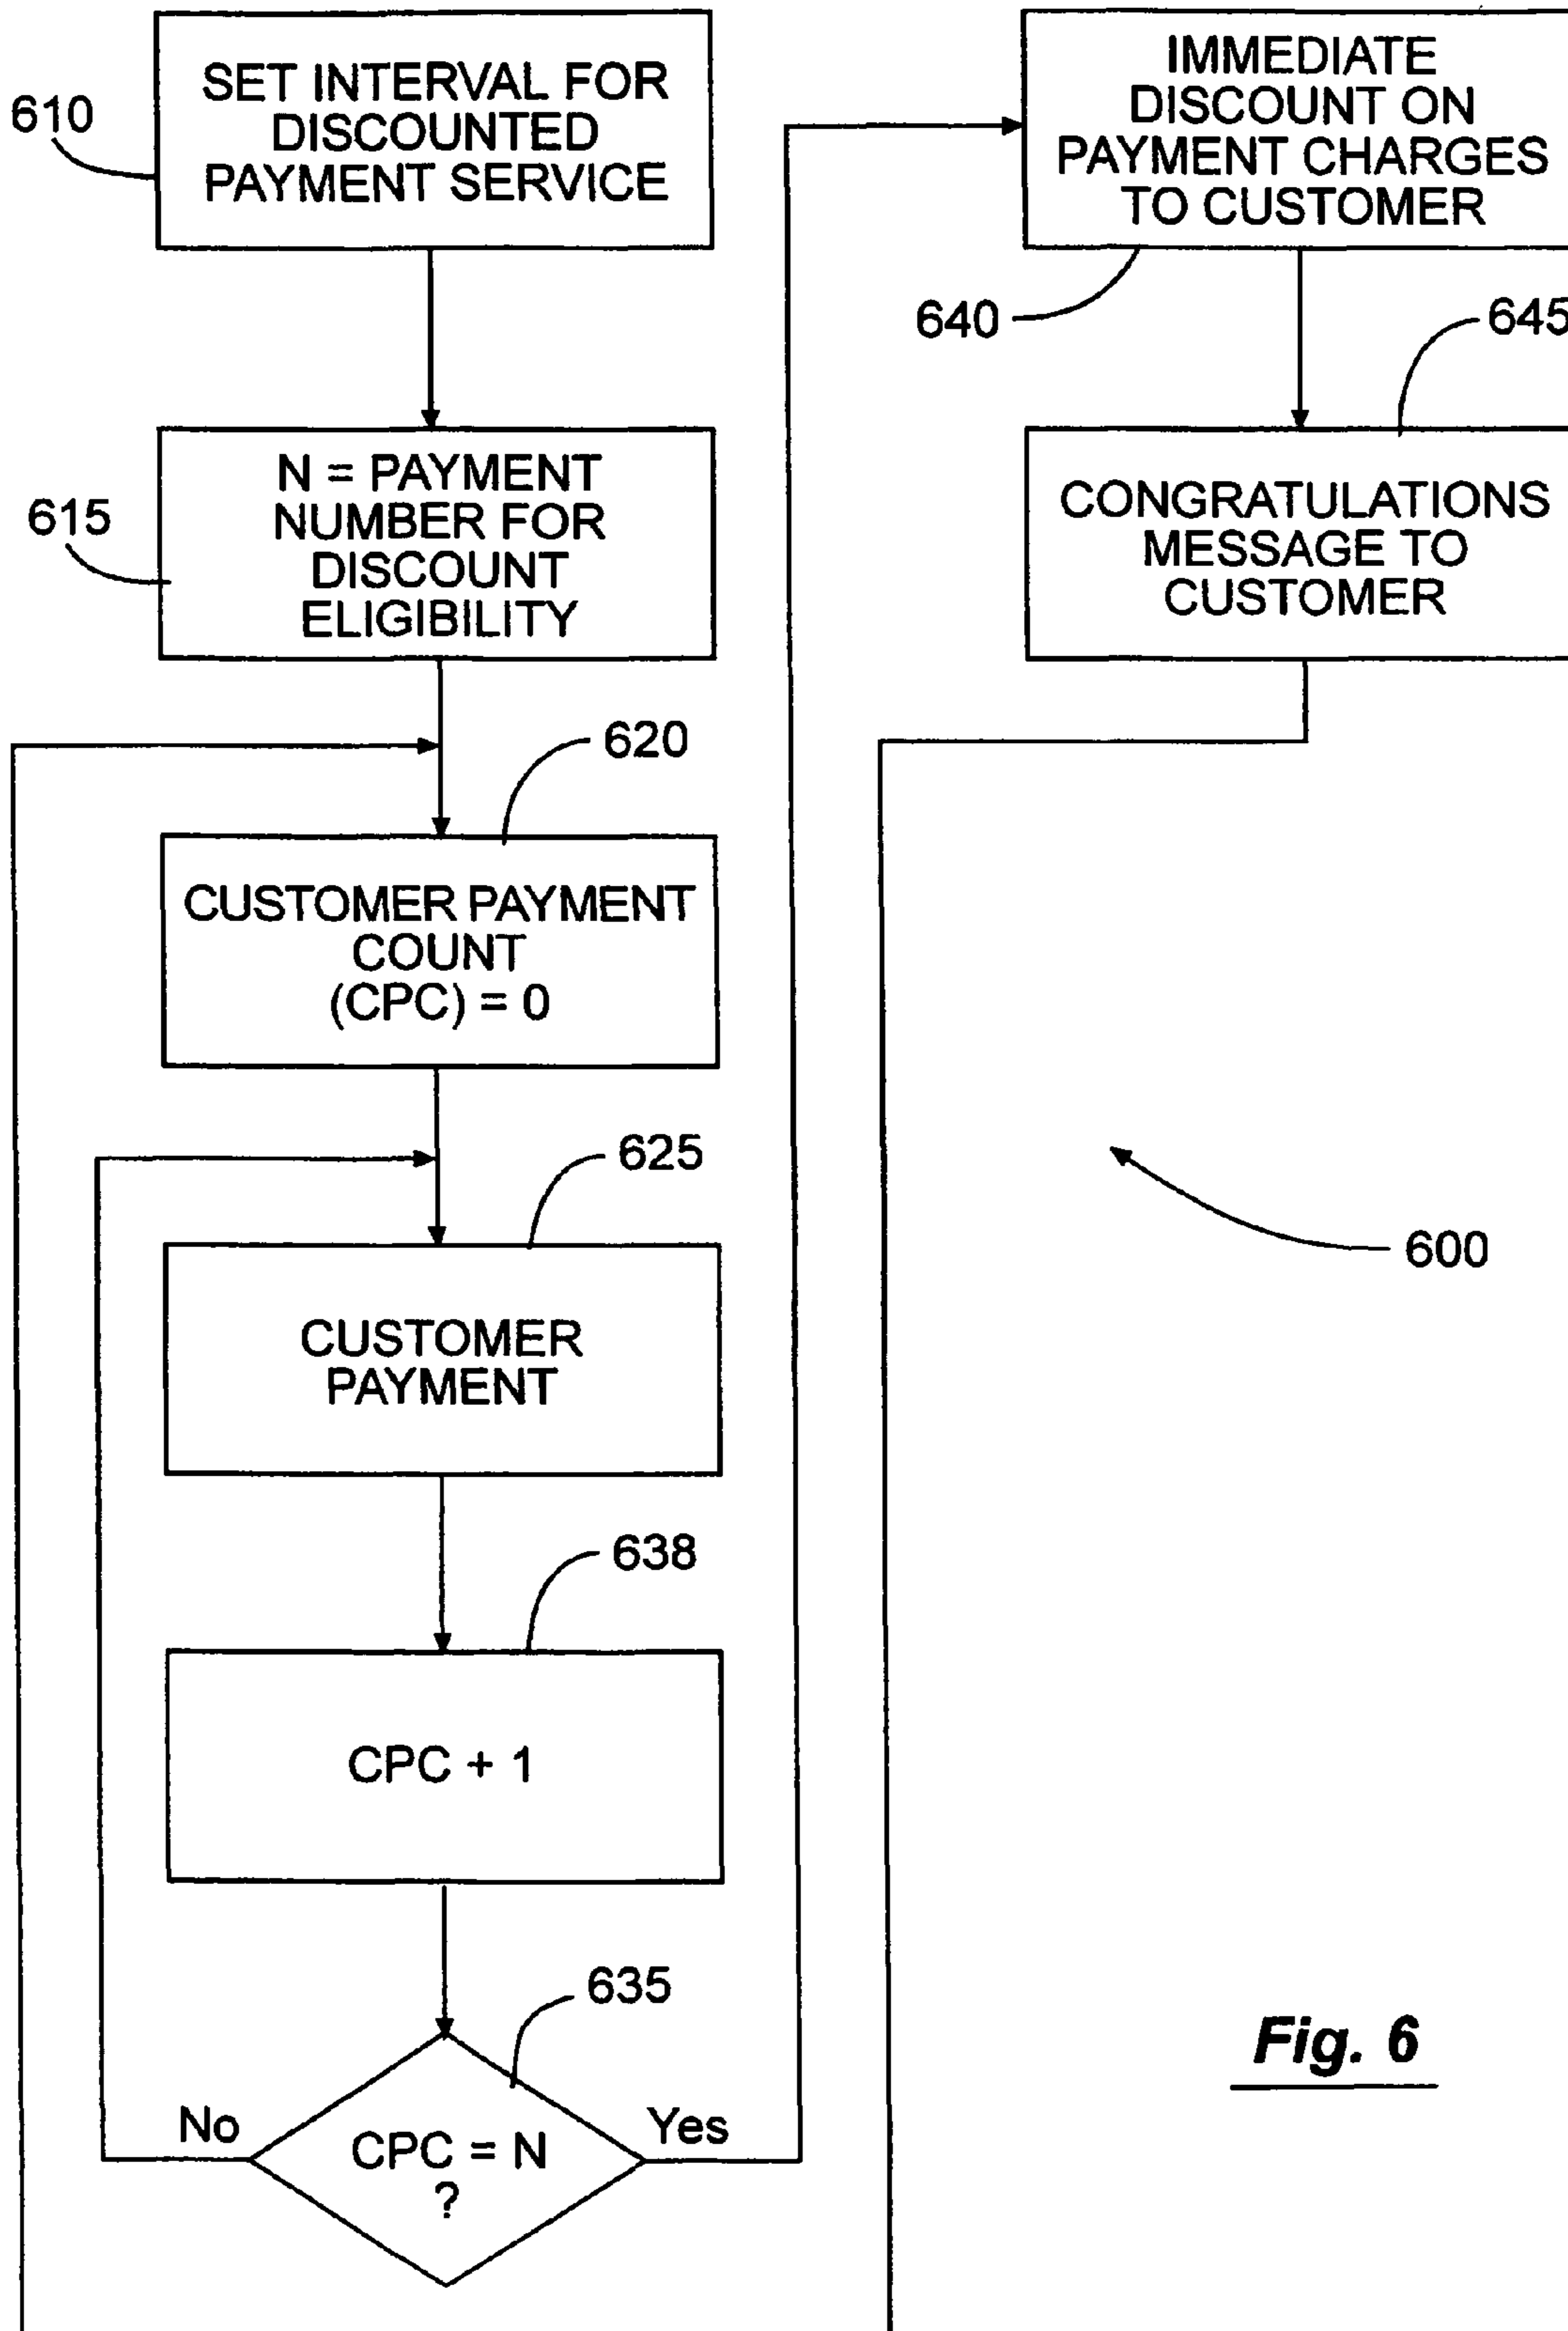 610
SET INTERVAL FOR
DISCOUNTED
PAYMENT SERVICE
615
N = PAYMENT
NUMBER FOR
DISCOUNT
ELIGIBILITY
620
CUSTOMER PAYMENT
COUNT
(CPC) = 0
625
CUSTOMER
PAYMENT
638
CPC + 1
635
No
CPC = N
?
Yes
IMMEDIATE
DISCOUNT ON
PAYMENT CHARGES
TO CUSTOMER
640
645
CONGRATULATIONS
MESSAGE TO
CUSTOMER
600
Fig. 6